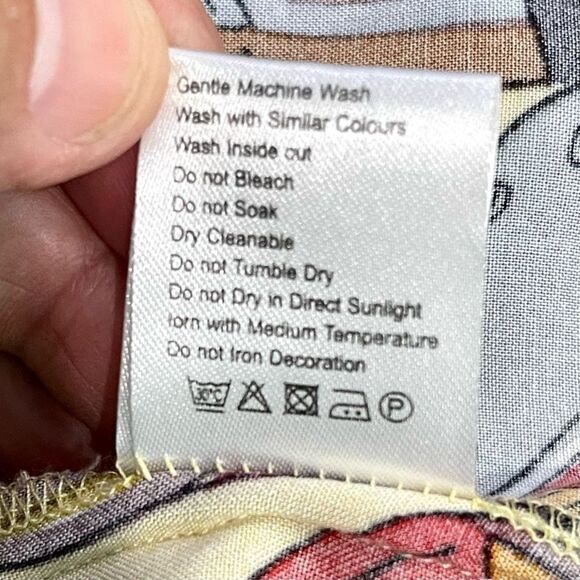 Gentle Machine Wash
Wash with Similar Colours
Wash Inside out
Do not Bleach
Do not Soak
Dry Cleanable
Do not Tumble Dry
Do not Dry in Direct Sunlight
Iorn with Medium Temperature
Do not Iron Decoration
30°C P